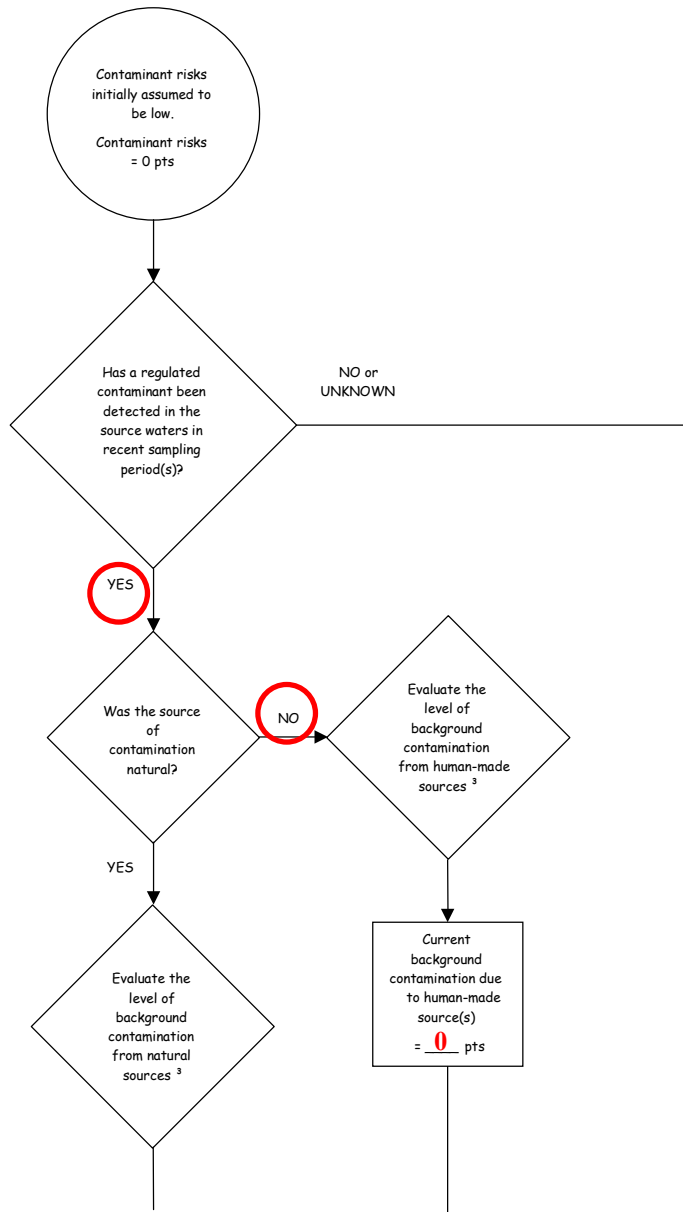 Contaminant risks
initially assumed to
be low.
Contaminant risks
= 0 pts
Has a regulated
contaminant been
detected in the
source waters in
recent sampling
period(s)?
NO or
UNKNOWN
YES
Was the source
of
contamination
natural?
NO
Evaluate the
level of
background
contamination
from human-made
sources ³
YES
Evaluate the
level of
background
contamination
from natural
sources ³
Current
background
contamination due
to human-made
source(s)
= 0 pts